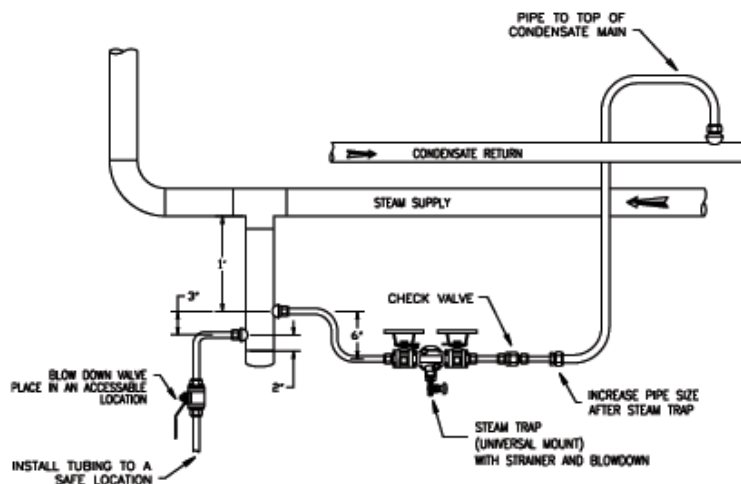 PIPE TO TOP OF
CONDENSATE MAIN
CONDENSATE RETURN
STEAM SUPPLY
1"
3"
6"
2"
CHECK VALVE
BLOW DOWN VALVE
PLACE IN AN ACCESSABLE
LOCATION
INCREASE PIPE SIZE
AFTER STEAM TRAP
STEAM TRAP
(UNIVERSAL MOUNT)
WITH STRAINER AND BLOWDOWN
INSTALL TUBING TO A
SAFE LOCATION